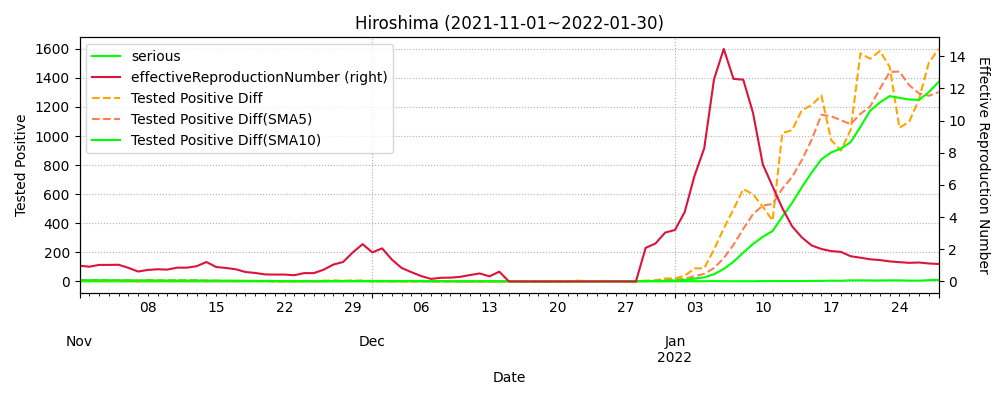 Hiroshima (2021-11-01~2022-01-30)
serious
effectiveReproductionNumber (right)
Tested Positive Diff
Tested Positive Diff(SMA5)
Tested Positive Diff(SMA10)
Tested Positive
1600
1400
1200
1000
800
600
400
200
0
Effective Reproduction Number
14
12
10
8
6
4
2
0
08 15 22 29 06 13 20 27 03 10 17 24
Nov Dec Jan
2022
Date